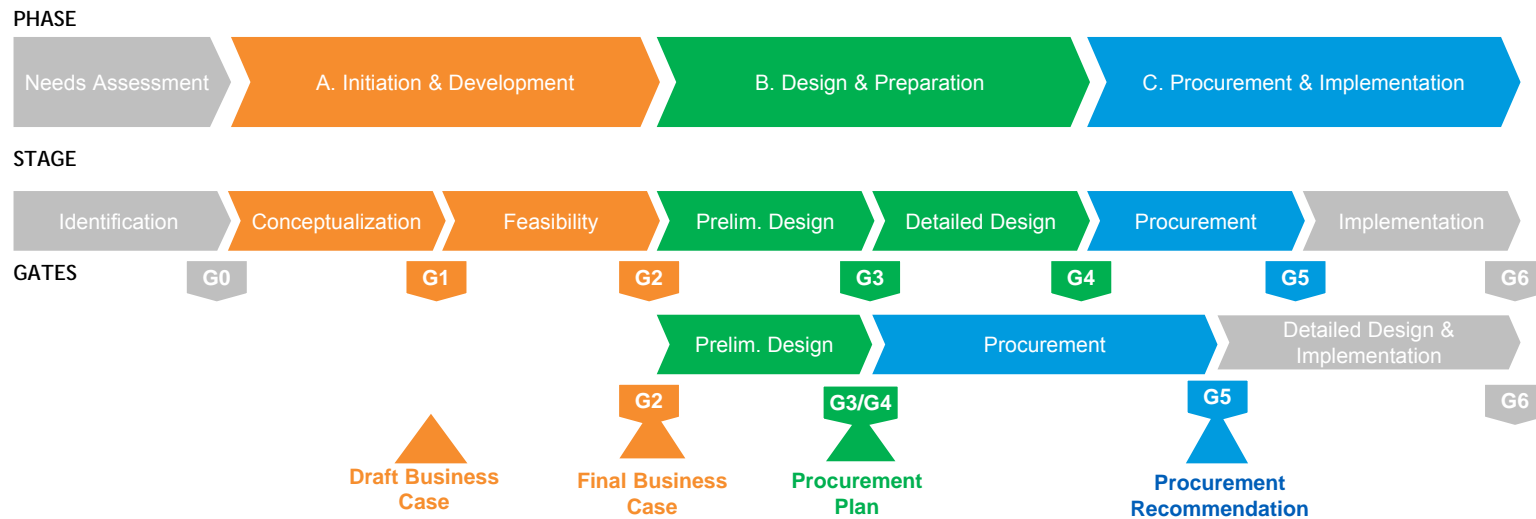 PHASE
Needs Assessment
A. Initiation & Development
B. Design & Preparation
C. Procurement & Implementation
STAGE
Identification
Conceptualization
Feasibility
Prelim. Design
Detailed Design
Procurement
Implementation
GATES
G0
G1
G2
G3
G4
G5
G6
Prelim. Design
Procurement
Detailed Design &
Implementation
G2
G3/G4
G5
G6
Draft Business
Case
Final Business
Case
Procurement
Plan
Procurement
Recommendation